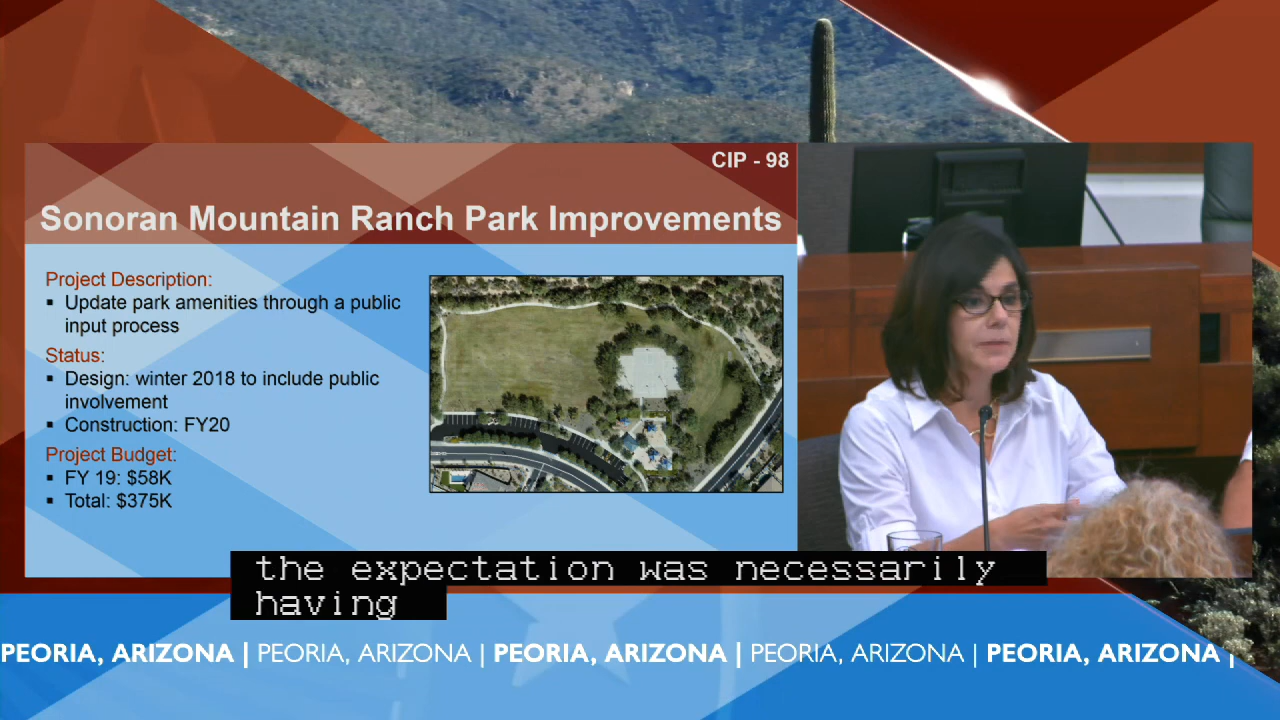 CIP - 98
Sonoran Mountain Ranch Park Improvements
Project Description:
▪ Update park amenities through a public
input process
Status:
▪ Design: winter 2018 to include public
involvement
▪ Construction: FY20
Project Budget:
▪ FY 19: $58K
▪ Total: $375K
the expectation was necessarily
having
PEORIA, ARIZONA | PEORIA, ARIZONA | PEORIA, ARIZONA | PEORIA, ARIZONA | PEORIA, ARIZONA |